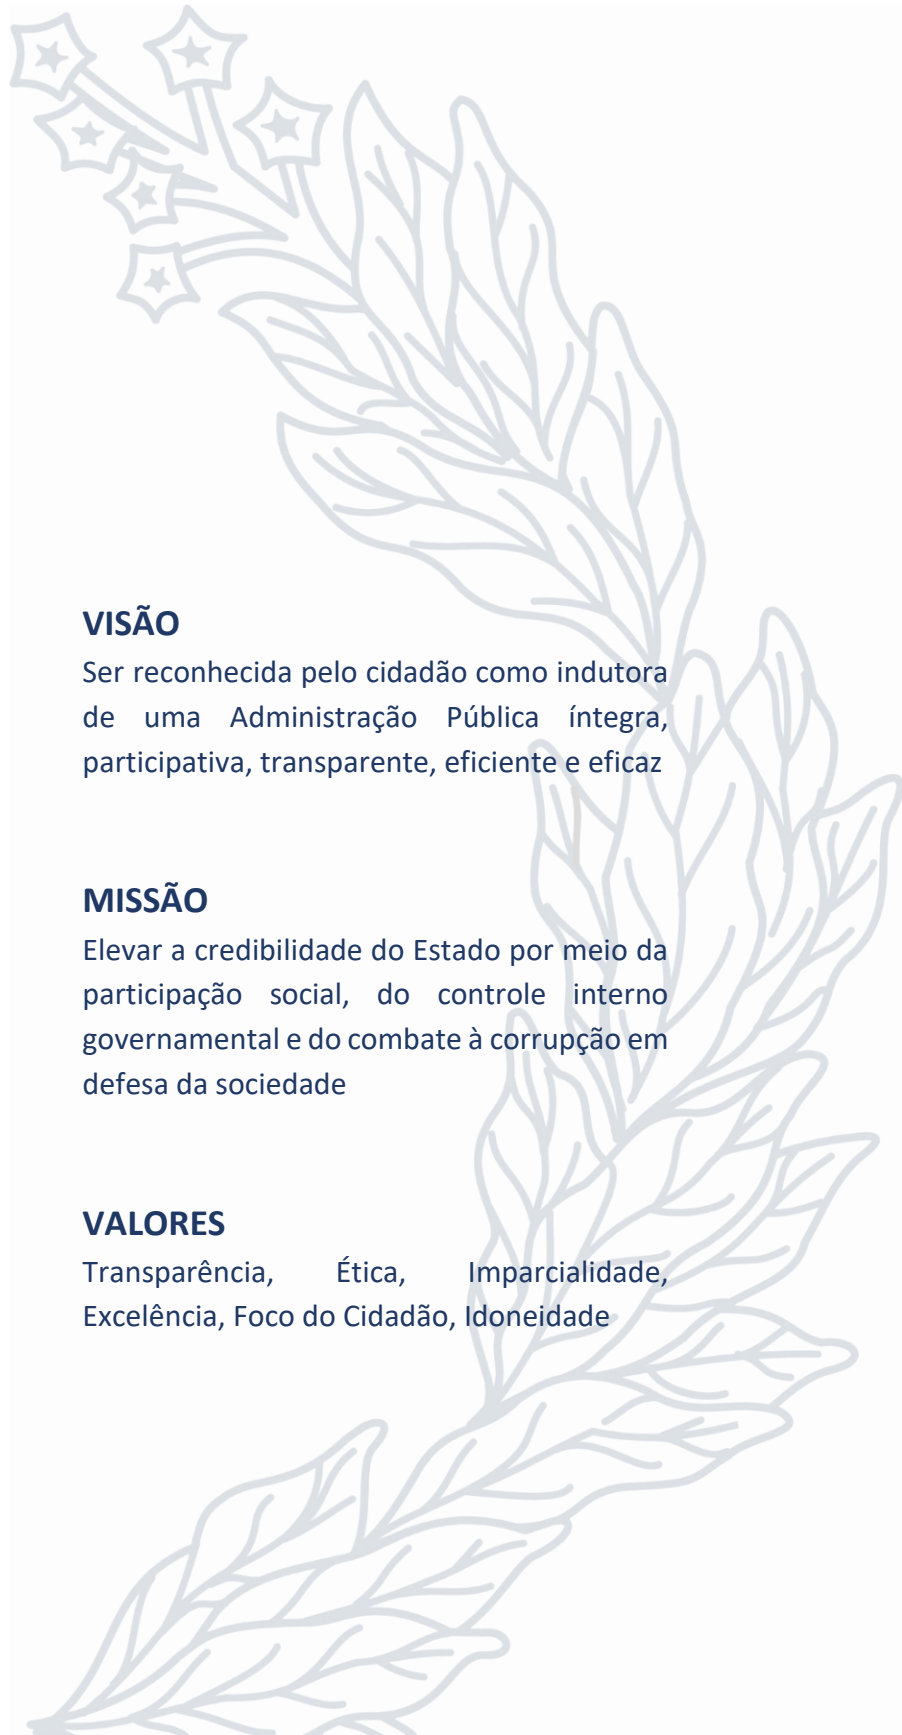 VISÃO
Ser reconhecida pelo cidadão como indutora
de uma Administração Pública íntegra,
participativa, transparente, eficiente e eficaz
MISSÃO
Elevar a credibilidade do Estado por meio da
participação social, do controle interno
governamental e do combate à corrupção em
defesa da sociedade
VALORES
Transparência, Ética, Imparcialidade,
Excelência, Foco do Cidadão, Idoneidade